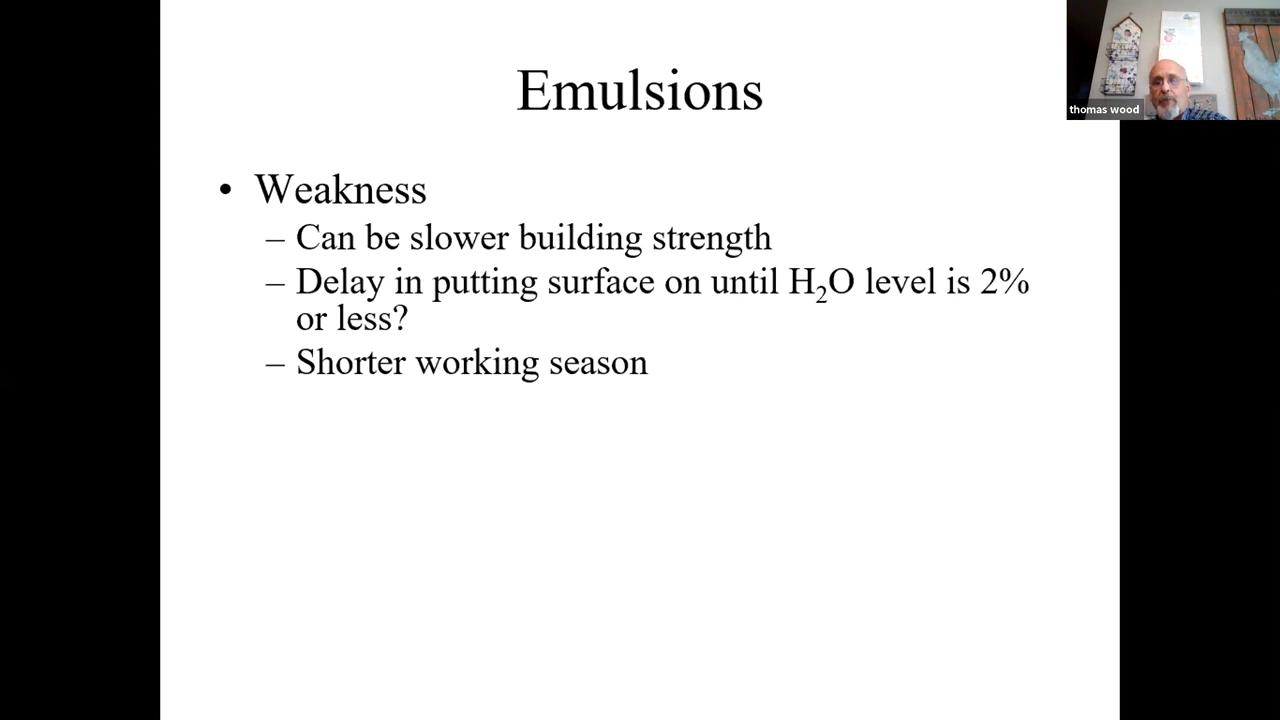 Emulsions
thomas wood
• Weakness
– Can be slower building strength
– Delay in putting surface on until H₂O level is 2%
or less?
– Shorter working season